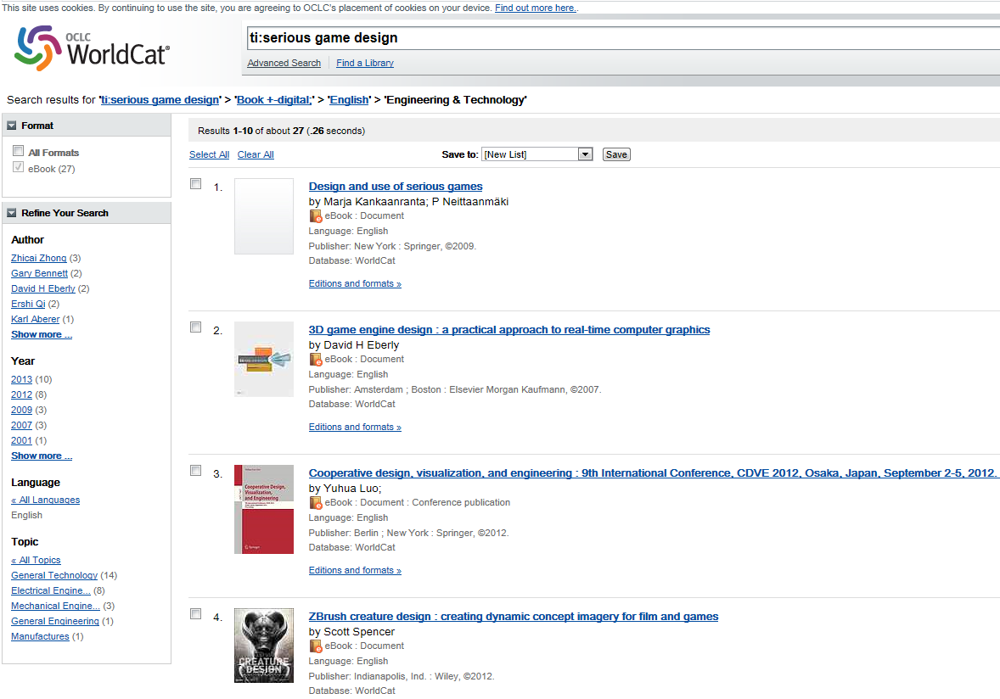 This site uses cookies. By continuing to use the site, you are agreeing to OCLC's placement of cookies on your device. Find out more here..
OCLC
WorldCat®
ti:serious game design
Advanced Search Find a Library
Search results for 'ti:serious game design' > 'Book +-digital;' > 'English' > 'Engineering & Technology'
Format
All Formats
eBook (27)
Refine Your Search
Author
Zhicai Zhong (3)
Gary Bennett (2)
David H Eberly (2)
Ershi Qi (2)
Karl Aberer (1)
Show more ...
Year
2013 (10)
2012 (8)
2009 (3)
2007 (3)
2001 (1)
Show more ...
Language
« All Languages
English
Topic
« All Topics
General Technology (14)
Electrical Engine... (8)
Mechanical Engine... (3)
General Engineering (1)
Manufactures (1)
Results 1-10 of about 27 (.26 seconds)
Select All Clear All Save to: [New List] Save
1. Design and use of serious games
by Marja Kankaanranta; P Neittaanmäki
eBook : Document
Language: English
Publisher: New York : Springer, ©2009.
Database: WorldCat
Editions and formats »
2. 3D game engine design : a practical approach to real-time computer graphics
by David H Eberly
eBook : Document
Language: English
Publisher: Amsterdam ; Boston : Elsevier Morgan Kaufmann, ©2007.
Database: WorldCat
Editions and formats »
3. Cooperative design, visualization, and engineering : 9th International Conference, CDVE 2012, Osaka, Japan, September 2-5, 2012.
by Yuhua Luo;
eBook : Document : Conference publication
Language: English
Publisher: Berlin ; New York : Springer, ©2012.
Database: WorldCat
Editions and formats »
Cooperative Design,
Visualization,
and Engineering
Springer
4. ZBrush creature design : creating dynamic concept imagery for film and games
by Scott Spencer
eBook : Document
Language: English
Publisher: Indianapolis, Ind. : Wiley, ©2012.
Database: WorldCat
CREATURE
DESIGN